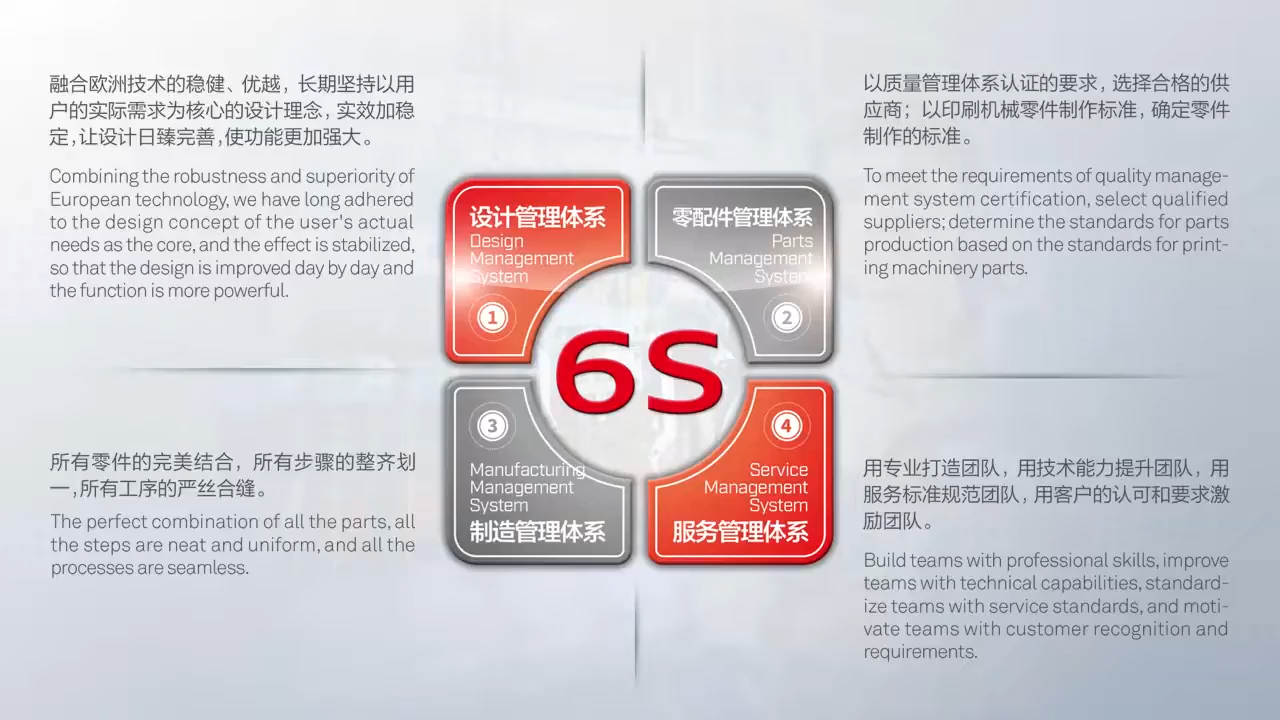 融合欧洲技术的稳健、优越，长期坚持以用
户的实际需求为核心的设计理念，实效加稳
定，让设计日臻完善，使功能更加强大。
Combining the robustness and superiority of
European technology, we have long adhered
to the design concept of the user's actual
needs as the core, and the effect is stabilized,
so that the design is improved day by day and
the function is more powerful.
以质量管理体系认证的要求，选择合格的供
应商；以印刷机械零件制作标准，确定零件
制作的标准。
To meet the requirements of quality manage-
ment system certification, select qualified
suppliers; determine the standards for parts
production based on the standards for print-
ing machinery parts.
设计管理体系
Design
Management
System
1
零配件管理体系
Parts
Management
System
2
6S
3
Manufacturing
Management
System
制造管理体系
4
Service
Management
System
服务管理体系
所有零件的完美结合，所有步骤的整齐划
一，所有工序的严丝合缝。
The perfect combination of all the parts, all
the steps are neat and uniform, and all the
processes are seamless.
用专业打造团队，用技术能力提升团队，用
服务标准规范团队，用客户的认可和要求激
励团队。
Build teams with professional skills, improve
teams with technical capabilities, standard-
ize teams with service standards, and moti-
vate teams with customer recognition and
requirements.